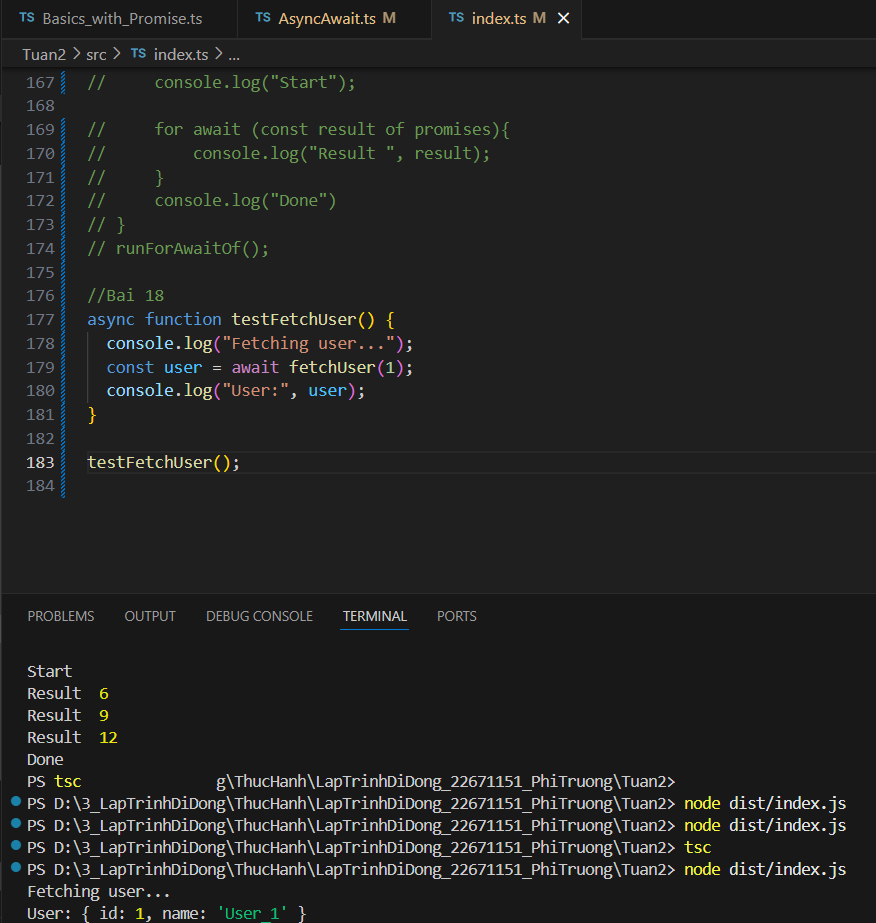 TS Basics_with_Promise.ts TS AsyncAwait.ts M TS index.ts M ×
Tuan2 > src > TS index.ts > ...
167 //     console.log("Start");
168
169 //     for await (const result of promises){
170 //         console.log("Result ", result);
171 //     }
172 //     console.log("Done")
173 // }
174 // runForAwaitOf();
175
176 //Bai 18
177 async function testFetchUser() {
178   console.log("Fetching user...");
179   const user = await fetchUser(1);
180   console.log("User:", user);
181 }
182
183 testFetchUser();
184
PROBLEMS OUTPUT DEBUG CONSOLE TERMINAL PORTS
Start
Result  6
Result  9
Result  12
Done
PS tsc               g\ThucHanh\LapTrinhDiDong_22671151_PhiTruong\Tuan2>
PS D:\3_LapTrinhDiDong\ThucHanh\LapTrinhDiDong_22671151_PhiTruong\Tuan2> node dist/index.js
PS D:\3_LapTrinhDiDong\ThucHanh\LapTrinhDiDong_22671151_PhiTruong\Tuan2> node dist/index.js
PS D:\3_LapTrinhDiDong\ThucHanh\LapTrinhDiDong_22671151_PhiTruong\Tuan2> tsc
PS D:\3_LapTrinhDiDong\ThucHanh\LapTrinhDiDong_22671151_PhiTruong\Tuan2> node dist/index.js
Fetching user...
User: { id: 1, name: 'User_1' }